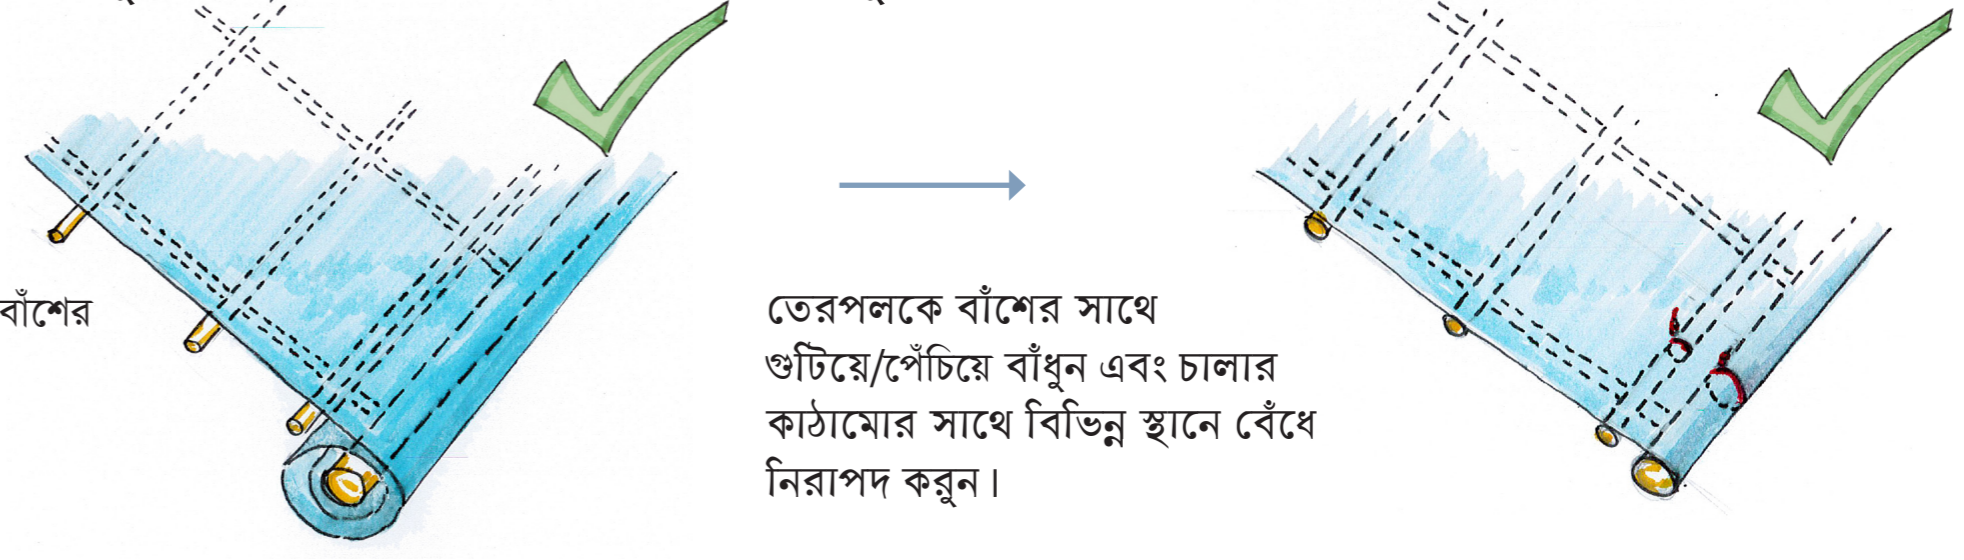 বাঁশের
তেরপলকে বাঁশের সাথে
গুটিয়ে/পেঁচিয়ে বাঁধুন এবং চালার
কাঠামোর সাথে বিভিন্ন স্থানে বেঁধে
নিরাপদ করুন।